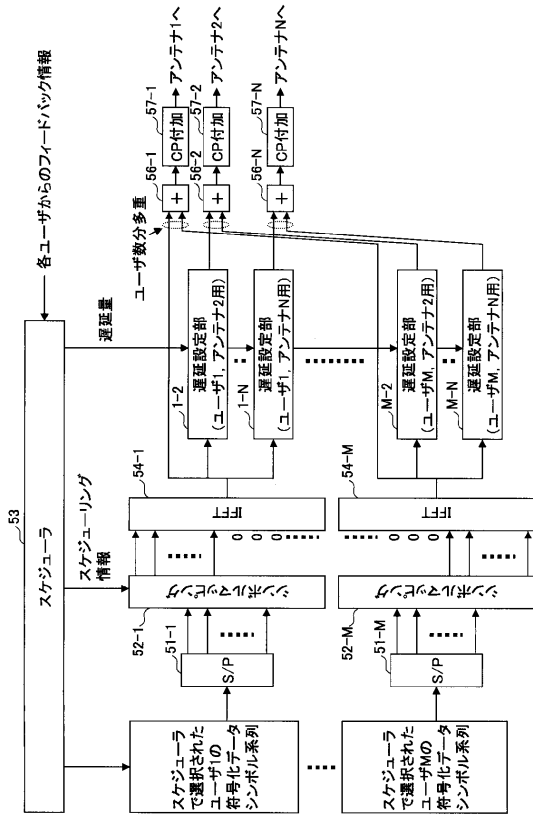 各ユーザからのフィードバック情報
53
スケジューラ
スケジューリング
情報
遅延量
ユーザ数分多重
スケジューラ
で選択された
ユーザ1の
符号化データ
シンボル系列
51-1
S/P
52-1
シンボルマッピング
54-1
IFFT
0
0
0
1-2
遅延設定部
(ユーザ1, アンテナ2用)
1-N
遅延設定部
(ユーザ1, アンテナN用)
56-1
+
57-1
CP付加
アンテナ1へ
56-2
+
57-2
CP付加
アンテナ2へ
56-N
+
57-N
CP付加
アンテナNへ
スケジューラ
で選択された
ユーザMの
符号化データ
シンボル系列
51-M
S/P
52-M
シンボルマッピング
54-M
IFFT
0
0
0
M-2
遅延設定部
(ユーザM, アンテナ2用)
M-N
遅延設定部
(ユーザM, アンテナN用)